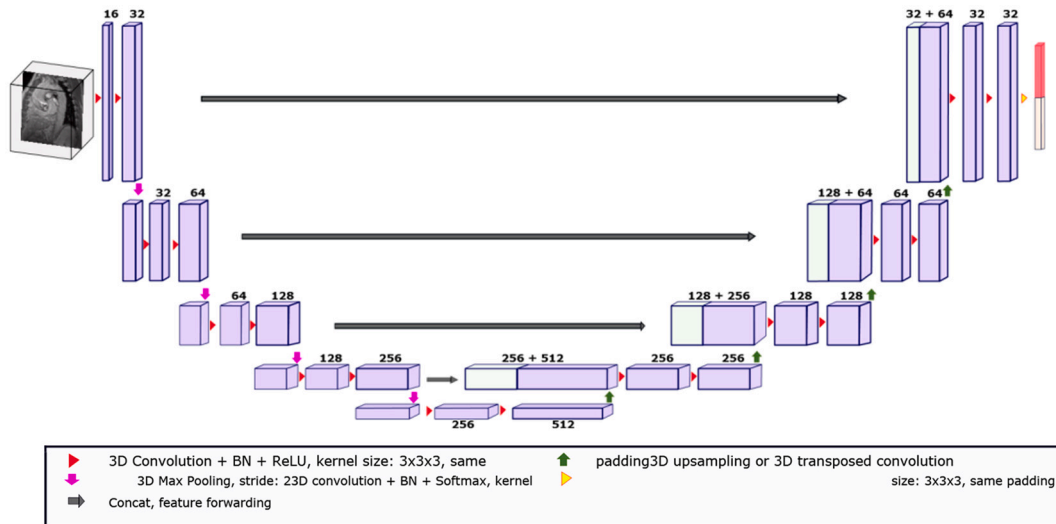 16 32
32 + 64 32 32
32 64
128 + 64 64 64
64 128
128 + 256 128 128
128 256
256 + 512 256 256
256 512
3D Convolution + BN + ReLU, kernel size: 3x3x3, same padding3D upsampling or 3D transposed convolution
3D Max Pooling, stride: 23D convolution + BN + Softmax, kernel size: 3x3x3, same padding
Concat, feature forwarding